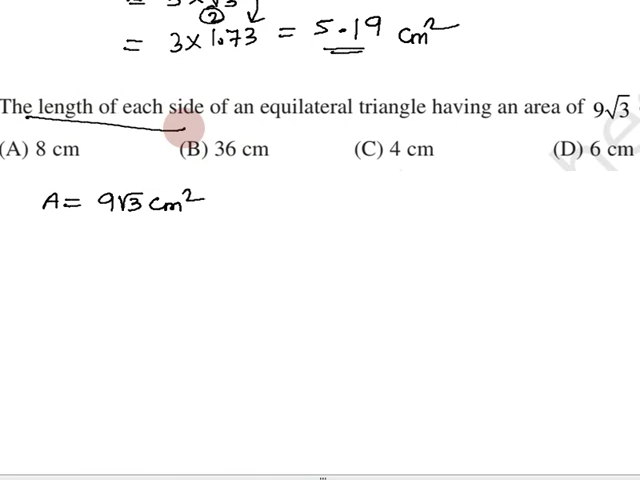 = 3×1.73 = 5.19 cm²
②
The length of each side of an equilateral triangle having an area of 9√3
(A) 8 cm (B) 36 cm (C) 4 cm (D) 6 cm
A = 9√3 cm²